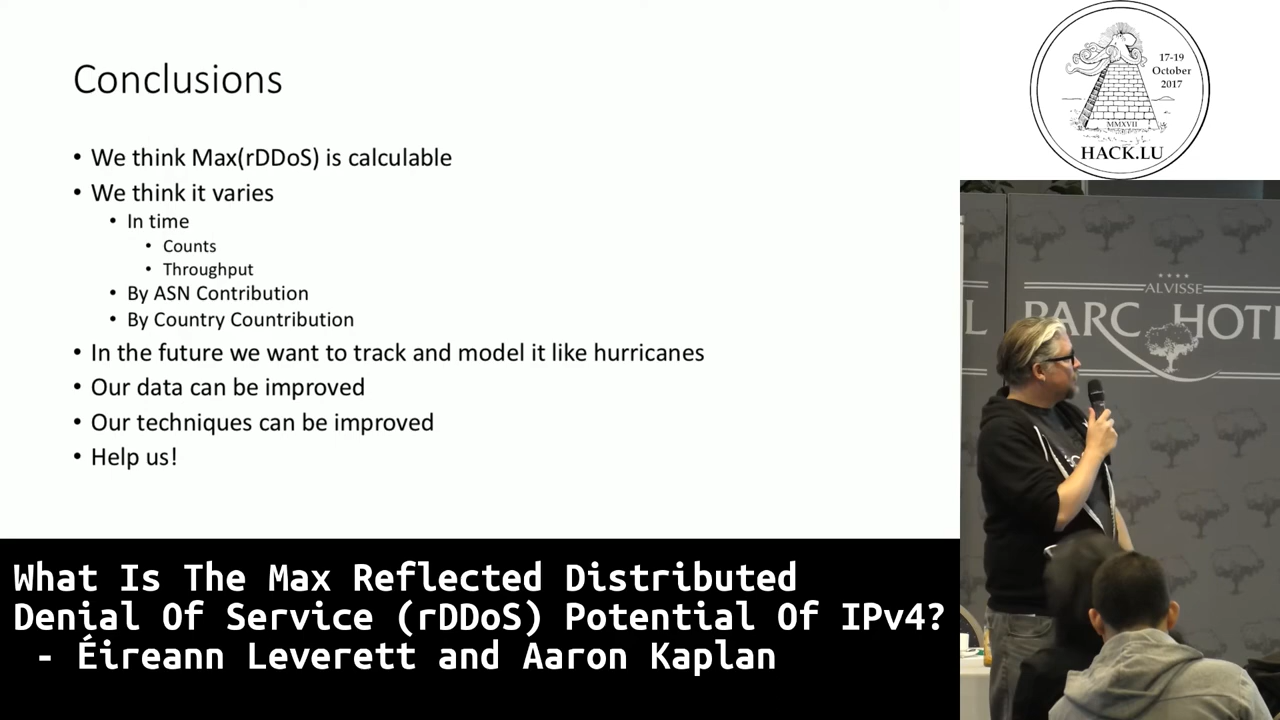 Conclusions
• We think Max(rDDoS) is calculable
• We think it varies
• In time
• Counts
• Throughput
• By ASN Contribution
• By Country Countribution
• In the future we want to track and model it like hurricanes
• Our data can be improved
• Our techniques can be improved
• Help us!
17-19
October
2017
MMXVII
HACK.LU
ALVISSE
L PARC HOTE
What Is The Max Reflected Distributed
Denial Of Service (rDDoS) Potential Of IPv4?
- Éireann Leverett and Aaron Kaplan